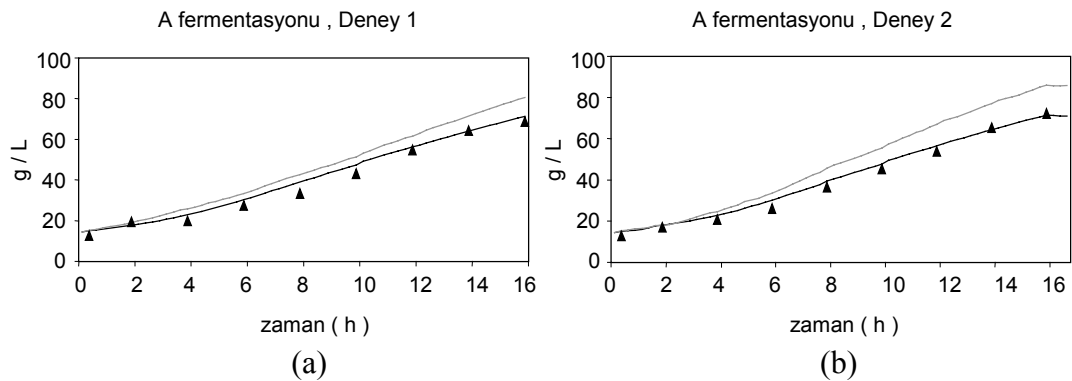 A fermentasyonu , Deney 1
100
80
60
40
20
0
g / L
0 2 4 6 8 10 12 14 16
zaman ( h )
(a)
A fermentasyonu , Deney 2
100
80
60
40
20
0
g / L
0 2 4 6 8 10 12 14 16
zaman ( h )
(b)